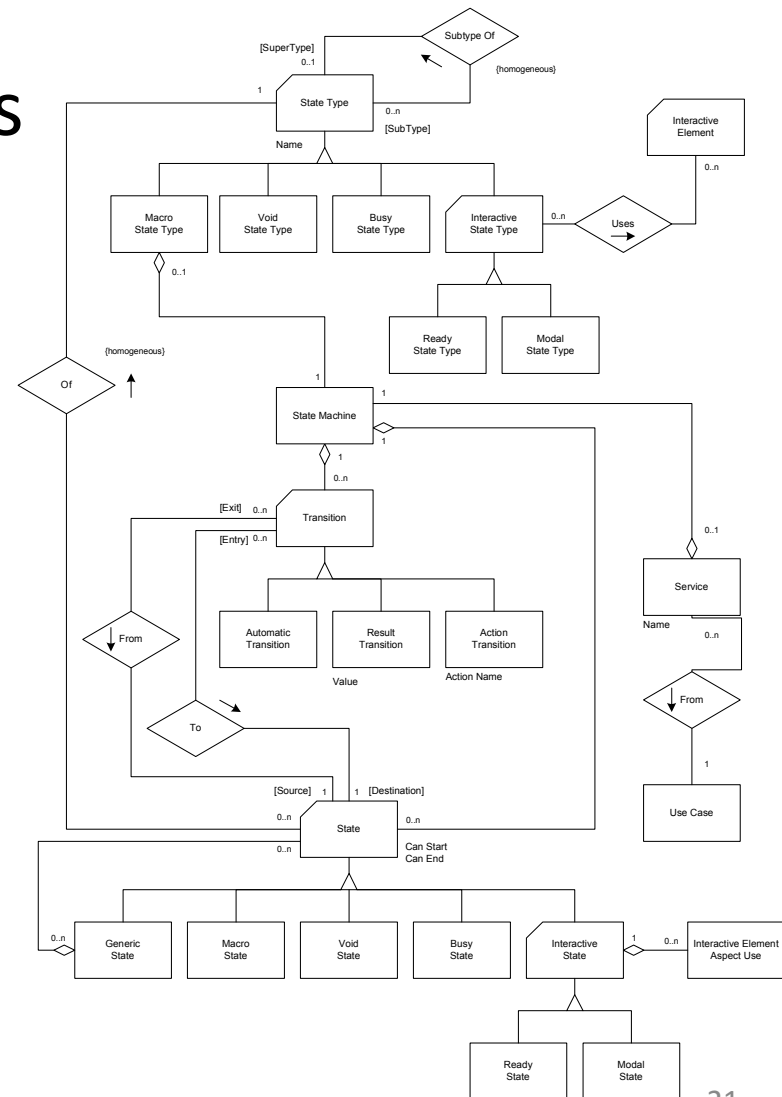 s
Subtype Of
[SuperType]
0..1
{homogeneous}
1
State Type
0..n
[SubType]
Name
Interactive
Element
0..n
Macro
State Type
Void
State Type
Busy
State Type
Interactive
State Type
0..n
Uses
0..1
Ready
State Type
Modal
State Type
{homogeneous}
Of
1
State Machine
1
1
1
0..n
[Exit]
0..n
Transition
[Entry]
0..n
0..1
Service
Name
0..n
Automatic
Transition
Result
Transition
Action
Transition
Value
Action Name
From
From
To
1
Use Case
[Source]
1
1
[Destination]
0..n
State
0..n
0..n
Can Start
Can End
0..n
Generic
State
Macro
State
Void
State
Busy
State
Interactive
State
1
0..n
Interactive Element
Aspect Use
Ready
State
Modal
State